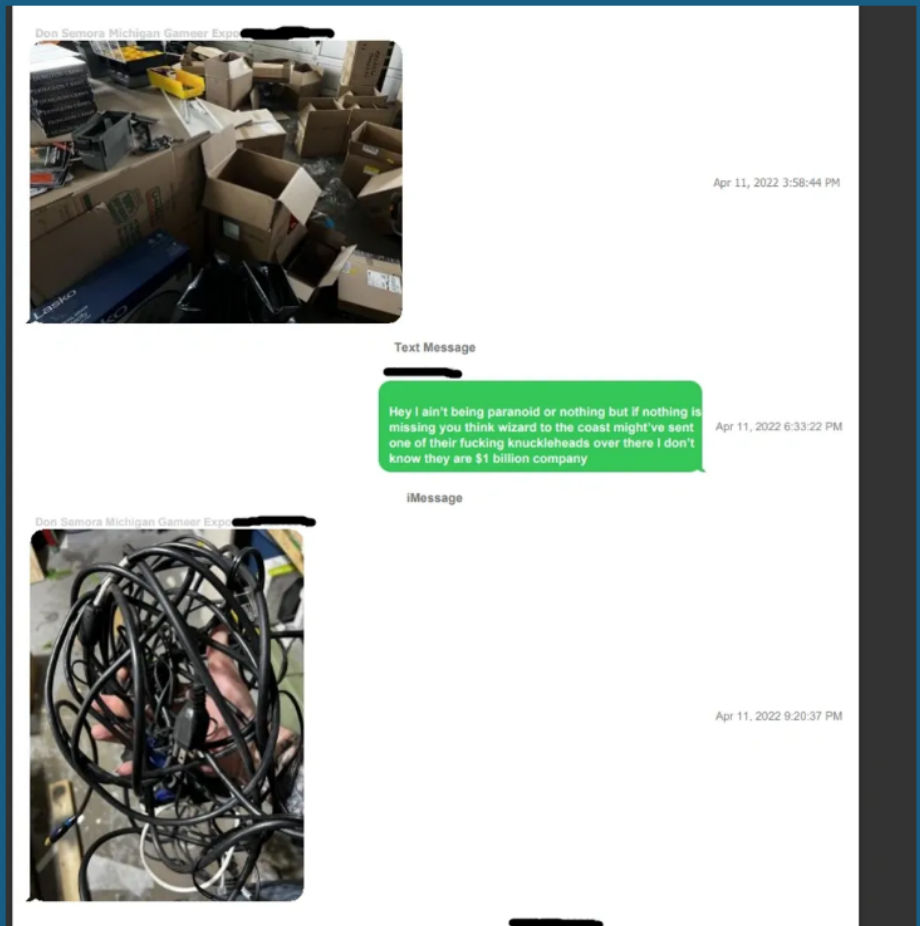 Don Semora Michigan Gameer Expo
Lasko
Apr 11, 2022 3:58:44 PM
Text Message
Hey I ain't being paranoid or nothing but if nothing is
missing you think wizard to the coast might've sent
one of their fucking knuckleheads over there I don't
know they are $1 billion company
Apr 11, 2022 6:33:22 PM
iMessage
Don Semora Michigan Gameer Expo
Apr 11, 2022 9:20:37 PM